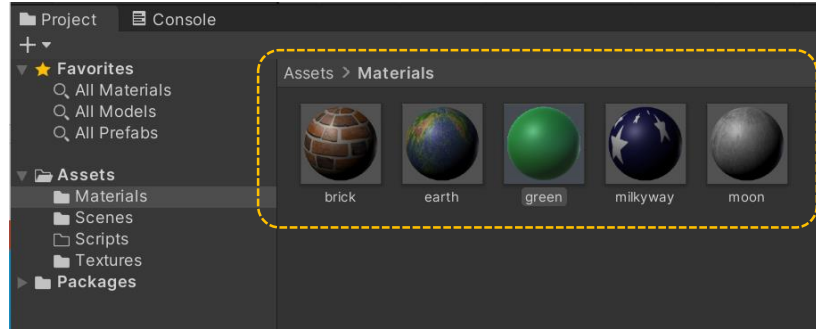 Project Console
Favorites
All Materials
All Models
All Prefabs
Assets
Materials
Scenes
Scripts
Textures
Packages
Assets > Materials
brick earth green milkyway moon